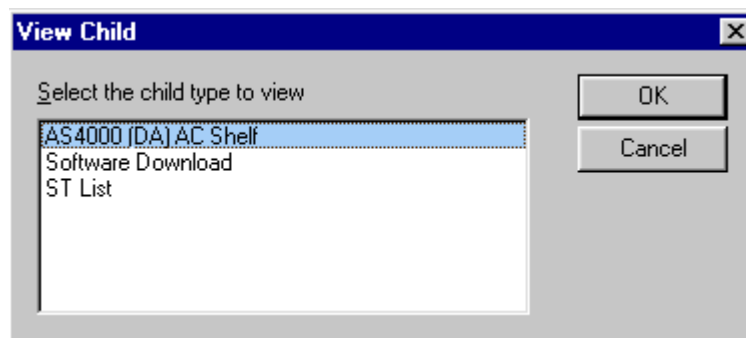 View Child
Select the child type to view
AS4000 (DA) AC Shelf
Software Download
ST List
OK
Cancel